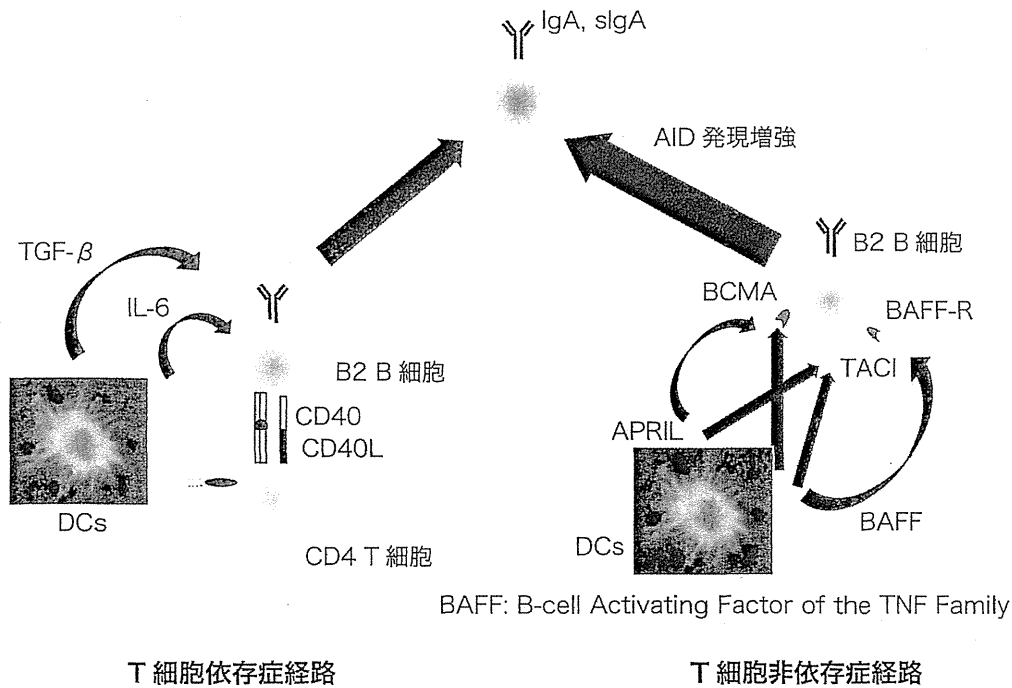 IgA, sIgA
AID 発現増強
TGF-β
IL-6
B2 B 細胞
CD40
CD40L
DCs
CD4 T 細胞
B2 B 細胞
BCMA
BAFF-R
TACI
APRIL
BAFF
DCs
BAFF: B-cell Activating Factor of the TNF Family
T 細胞依存症経路
T 細胞非依存症経路